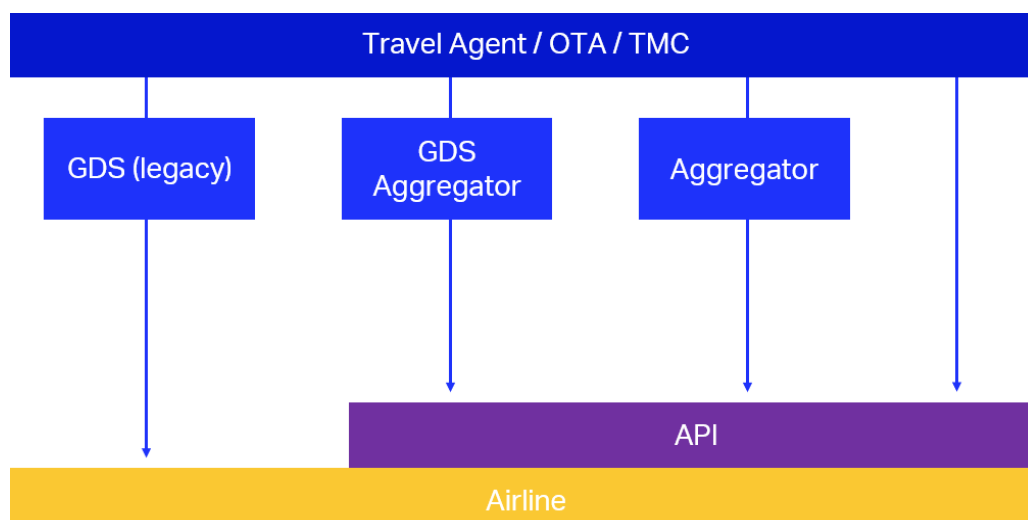 Travel Agent / OTA / TMC
GDS (legacy)
GDS
Aggregator
Aggregator
API
Airline